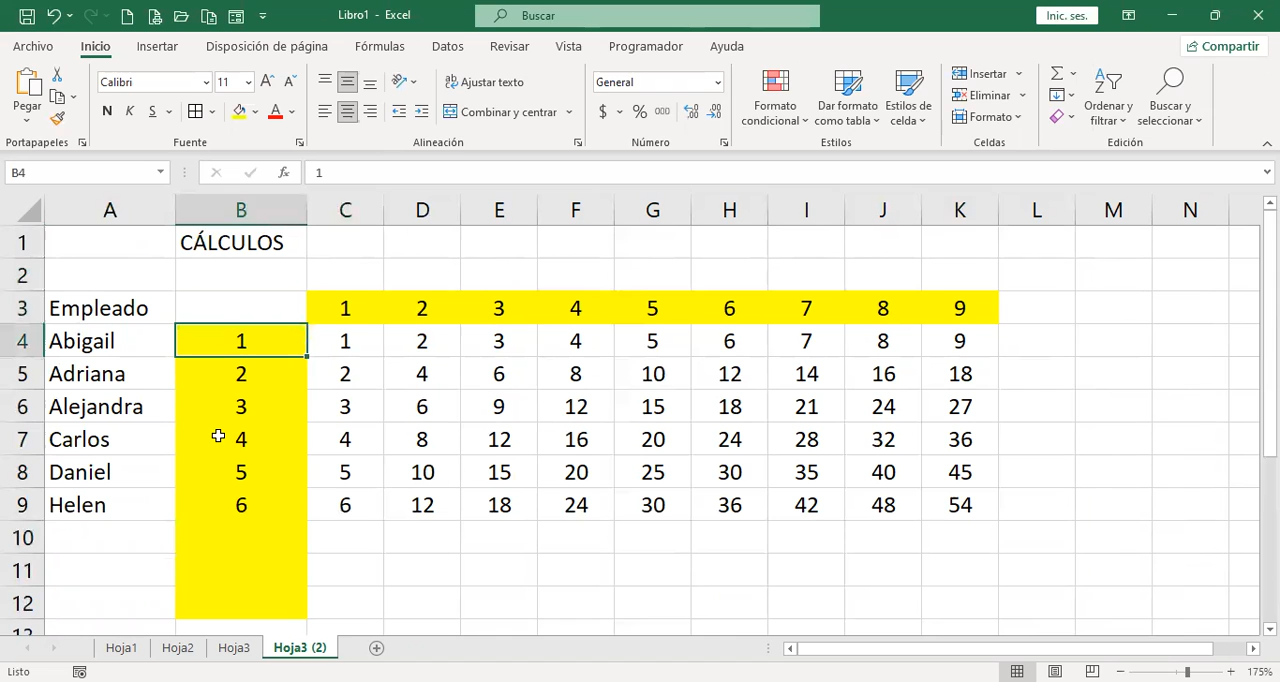 Libro1 - Excel
Buscar
Inic. ses.
Archivo Inicio Insertar Disposición de página Fórmulas Datos Revisar Vista Programador Ayuda
Compartir
Pegar
Calibri 11
N K S
Ajustar texto
Combinar y centrar
General
$ % 000
Formato condicional
Dar formato como tabla
Estilos de celda
Insertar
Eliminar
Formato
Ordenar y filtrar
Buscar y seleccionar
Portapapeles Fuente Alineación Número Estilos Celdas Edición
B4 fx 1
A B C D E F G H I J K L M N
1 CÁLCULOS
2
3 Empleado 1 2 3 4 5 6 7 8 9
4 Abigail 1 1 2 3 4 5 6 7 8 9
5 Adriana 2 2 4 6 8 10 12 14 16 18
6 Alejandra 3 3 6 9 12 15 18 21 24 27
7 Carlos 4 4 8 12 16 20 24 28 32 36
8 Daniel 5 5 10 15 20 25 30 35 40 45
9 Helen 6 6 12 18 24 30 36 42 48 54
10
11
12
13
Hoja1 Hoja2 Hoja3 Hoja3 (2)
Listo 175%